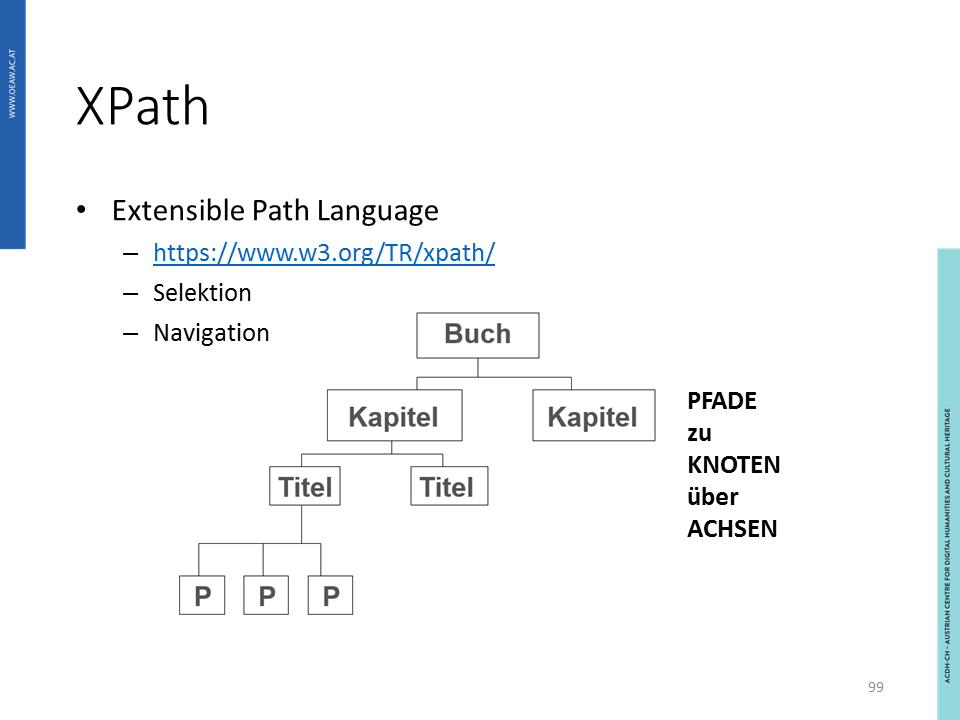 WWW.OEAW.AC.AT
XPath
• Extensible Path Language
– https://www.w3.org/TR/xpath/
– Selektion
– Navigation
Buch
Kapitel Kapitel
Titel Titel
P P P
PFADE
zu
KNOTEN
über
ACHSEN
ACDH-CH – AUSTRIAN CENTRE FOR DIGITAL HUMANITIES AND CULTURAL HERITAGE
99